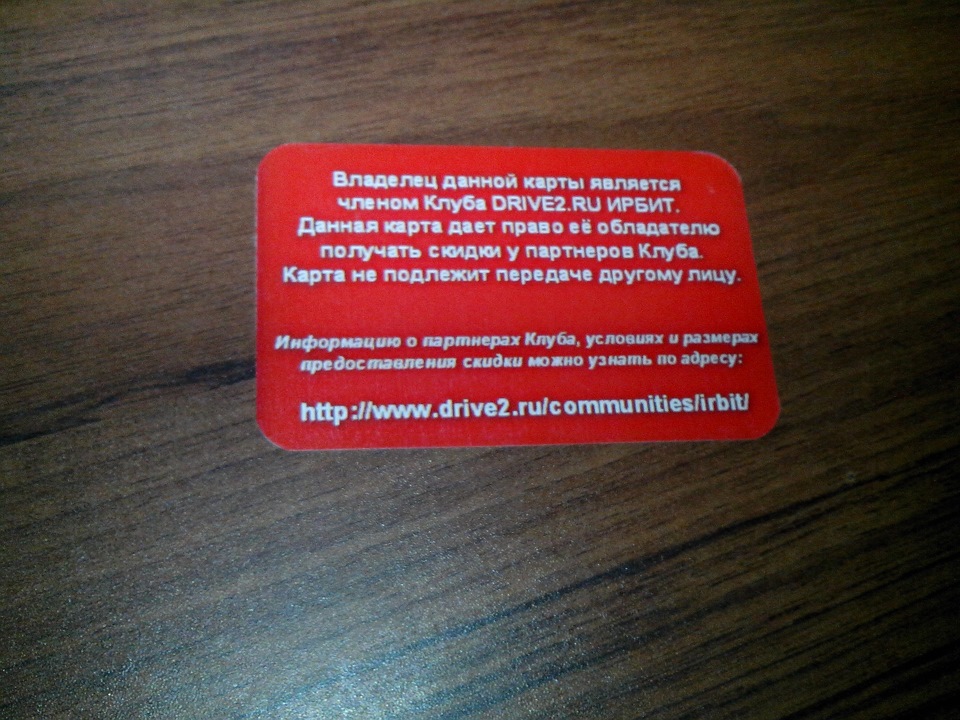 Владелец данной карты является
членом Клуба DRIVE2.RU ИРБИТ.
Данная карта дает право её обладателю
получать скидки у партнеров Клуба.
Карта не подлежит передаче другому лицу.
Информацию о партнерах Клуба, условиях и размерах
предоставления скидки можно узнать по адресу:
http://www.drive2.ru/communities/irbit/